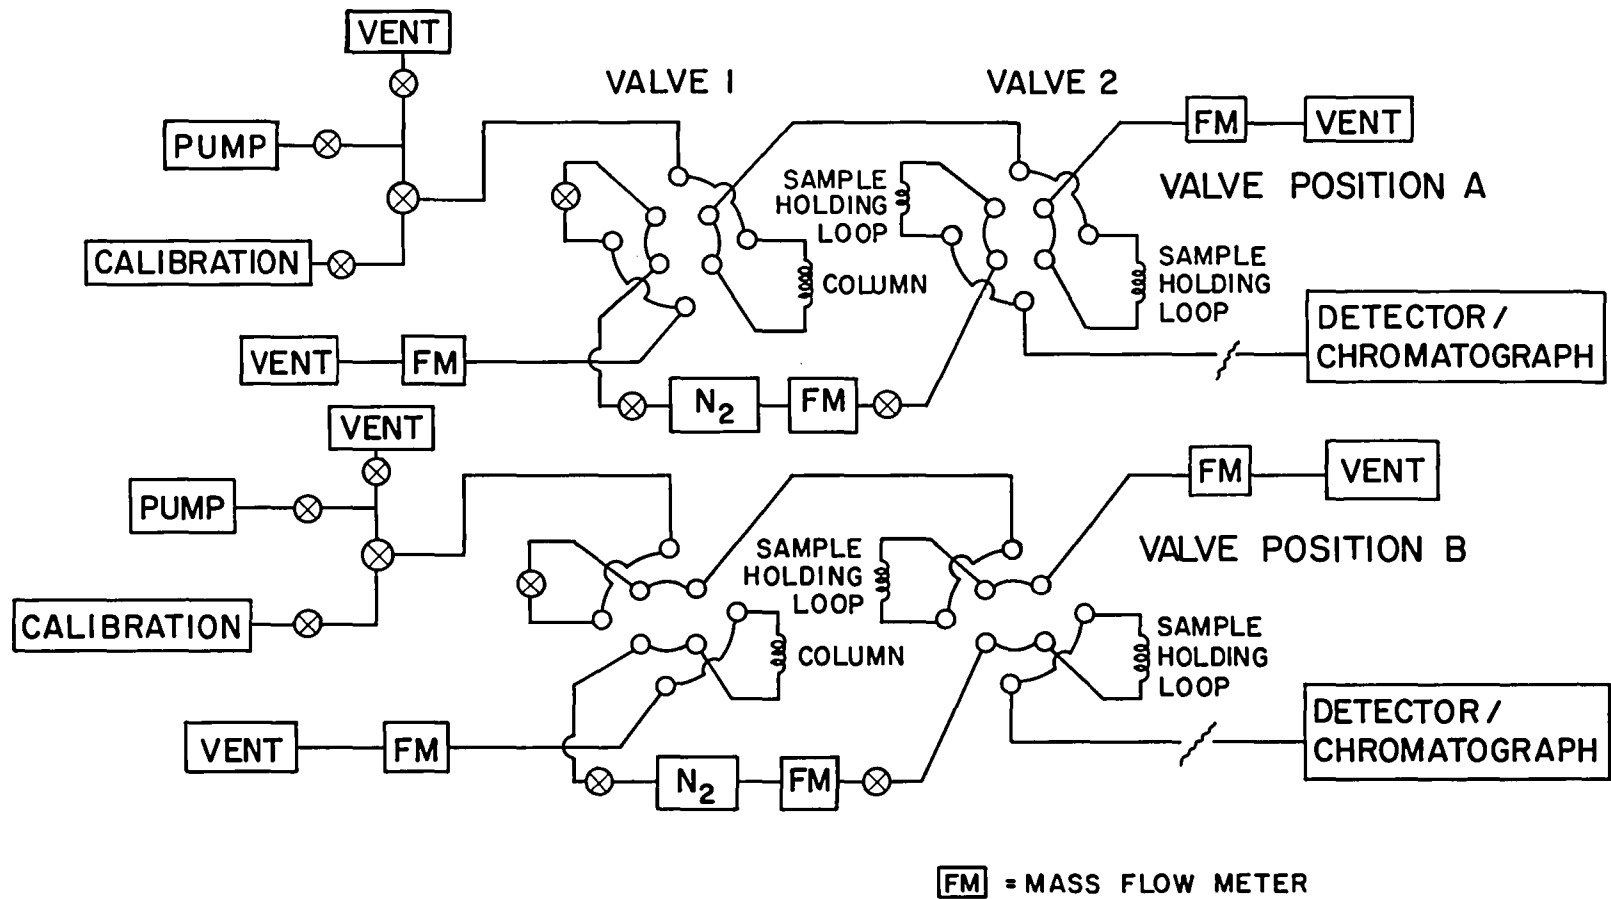 VENT
VALVE 1
VALVE 2
FM
VENT
PUMP
SAMPLE
HOLDING
LOOP
VALVE POSITION A
CALIBRATION
COLUMN
SAMPLE
HOLDING
LOOP
DETECTOR/
CHROMATOGRAPH
VENT
FM
N2
FM
VENT
FM
VENT
PUMP
SAMPLE
HOLDING
LOOP
VALVE POSITION B
CALIBRATION
COLUMN
SAMPLE
HOLDING
LOOP
DETECTOR/
CHROMATOGRAPH
VENT
FM
N2
FM
FM = MASS FLOW METER